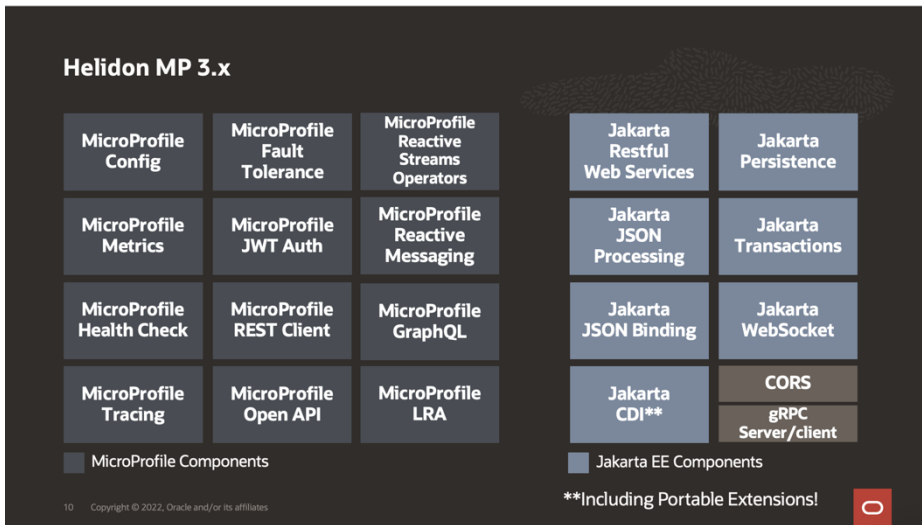 Helidon MP 3.x
MicroProfile
Config
MicroProfile
Fault
Tolerance
MicroProfile
Reactive
Streams
Operators
Jakarta
Restful
Web Services
Jakarta
Persistence
MicroProfile
Metrics
MicroProfile
JWT Auth
MicroProfile
Reactive
Messaging
Jakarta
JSON
Processing
Jakarta
Transactions
MicroProfile
Health Check
MicroProfile
REST Client
MicroProfile
GraphQL
Jakarta
JSON Binding
Jakarta
WebSocket
MicroProfile
Tracing
MicroProfile
Open API
MicroProfile
LRA
Jakarta
CDI**
CORS
gRPC
Server/client
MicroProfile Components
Jakarta EE Components
**Including Portable Extensions!
10 Copyright © 2022, Oracle and/or its affiliates